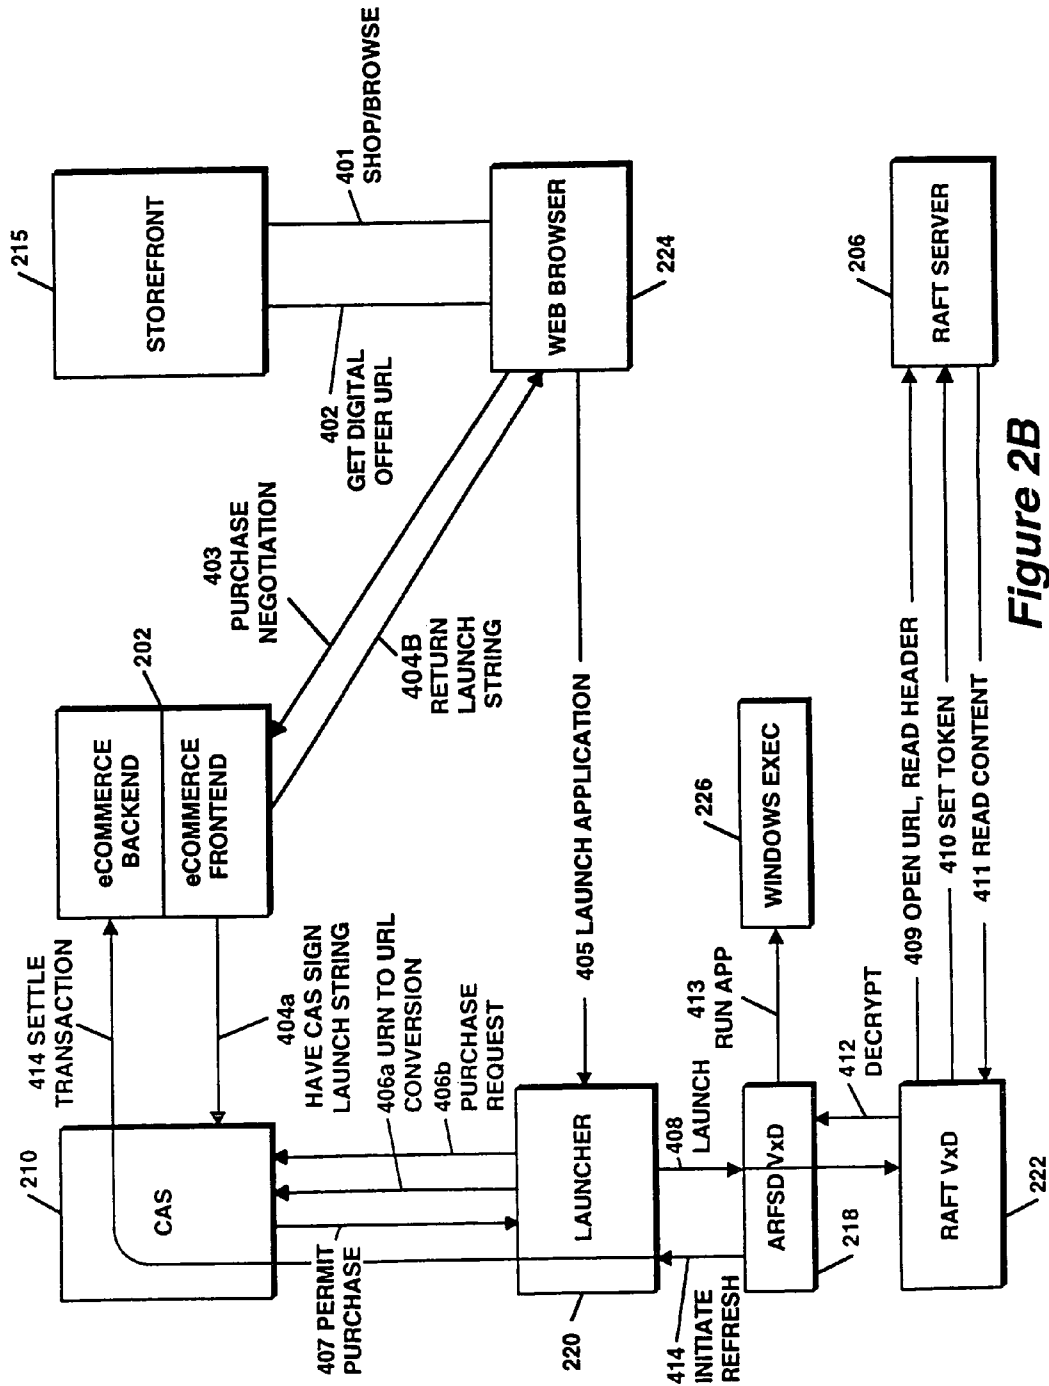 215
STOREFRONT
401
SHOP/BROWSE
402
GET DIGITAL
OFFER URL
WEB BROWSER
224
403
PURCHASE
NEGOTIATION
404B
RETURN
LAUNCH
STRING
202
eCOMMERCE
BACKEND
eCOMMERCE
FRONTEND
414 SETTLE
TRANSACTION
404a
HAVE CAS SIGN
LAUNCH STRING
406a URN TO URL
CONVERSION
406b
PURCHASE
REQUEST
210
CAS
407 PERMIT
PURCHASE
405 LAUNCH APPLICATION
LAUNCHER
220
408
LAUNCH
414
INITIATE
REFRESH
ARFSD VxD
218
413
RUN APP
226
WINDOWS EXEC
412
DECRYPT
RAFT VxD
222
409 OPEN URL, READ HEADER
410 SET TOKEN
411 READ CONTENT
206
RAFT SERVER
Figure 2B